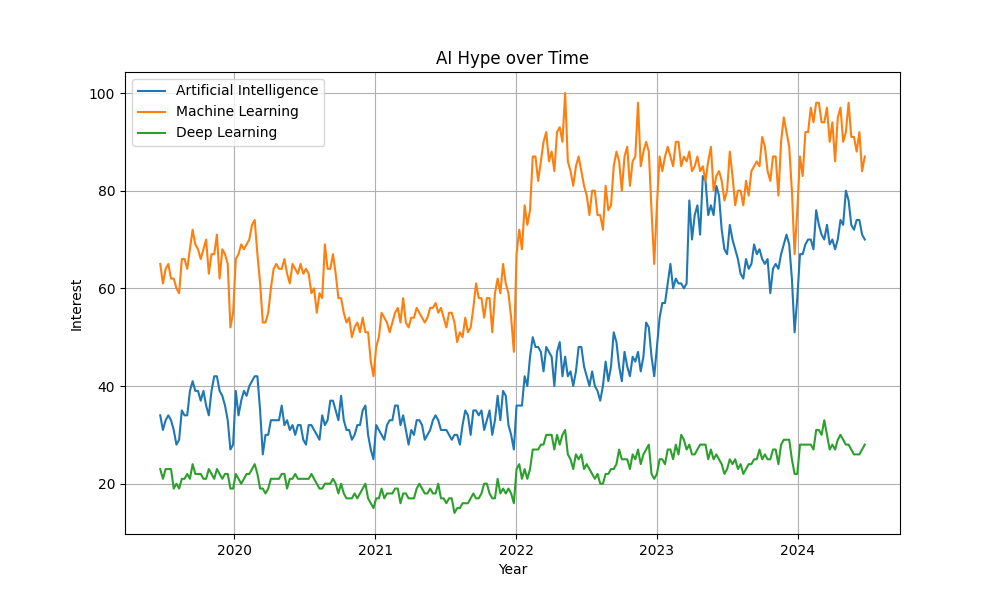 AI Hype over Time
Artificial Intelligence
Machine Learning
Deep Learning
100
80
60
40
20
Interest
2020 2021 2022 2023 2024
Year